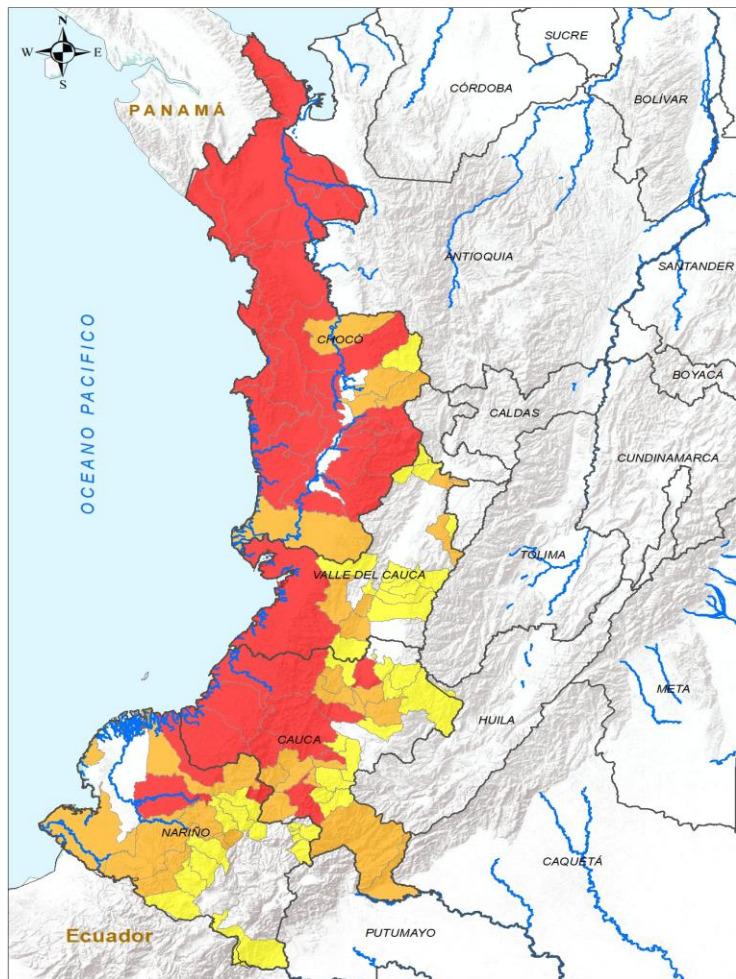 N
W E
S
SUCRE
CÓRDOBA
BOLÍVAR
PANAMÁ
ANTIOQUIA
SANTANDER
OCEANO PACIFICO
CHOCÓ
BOYACÁ
CALDAS
CUNDINAMARCA
TOLIMA
VALLE DEL CAUCA
META
HUILA
CAUCA
NARIÑO
CAQUETÁ
PUTUMAYO
Ecuador